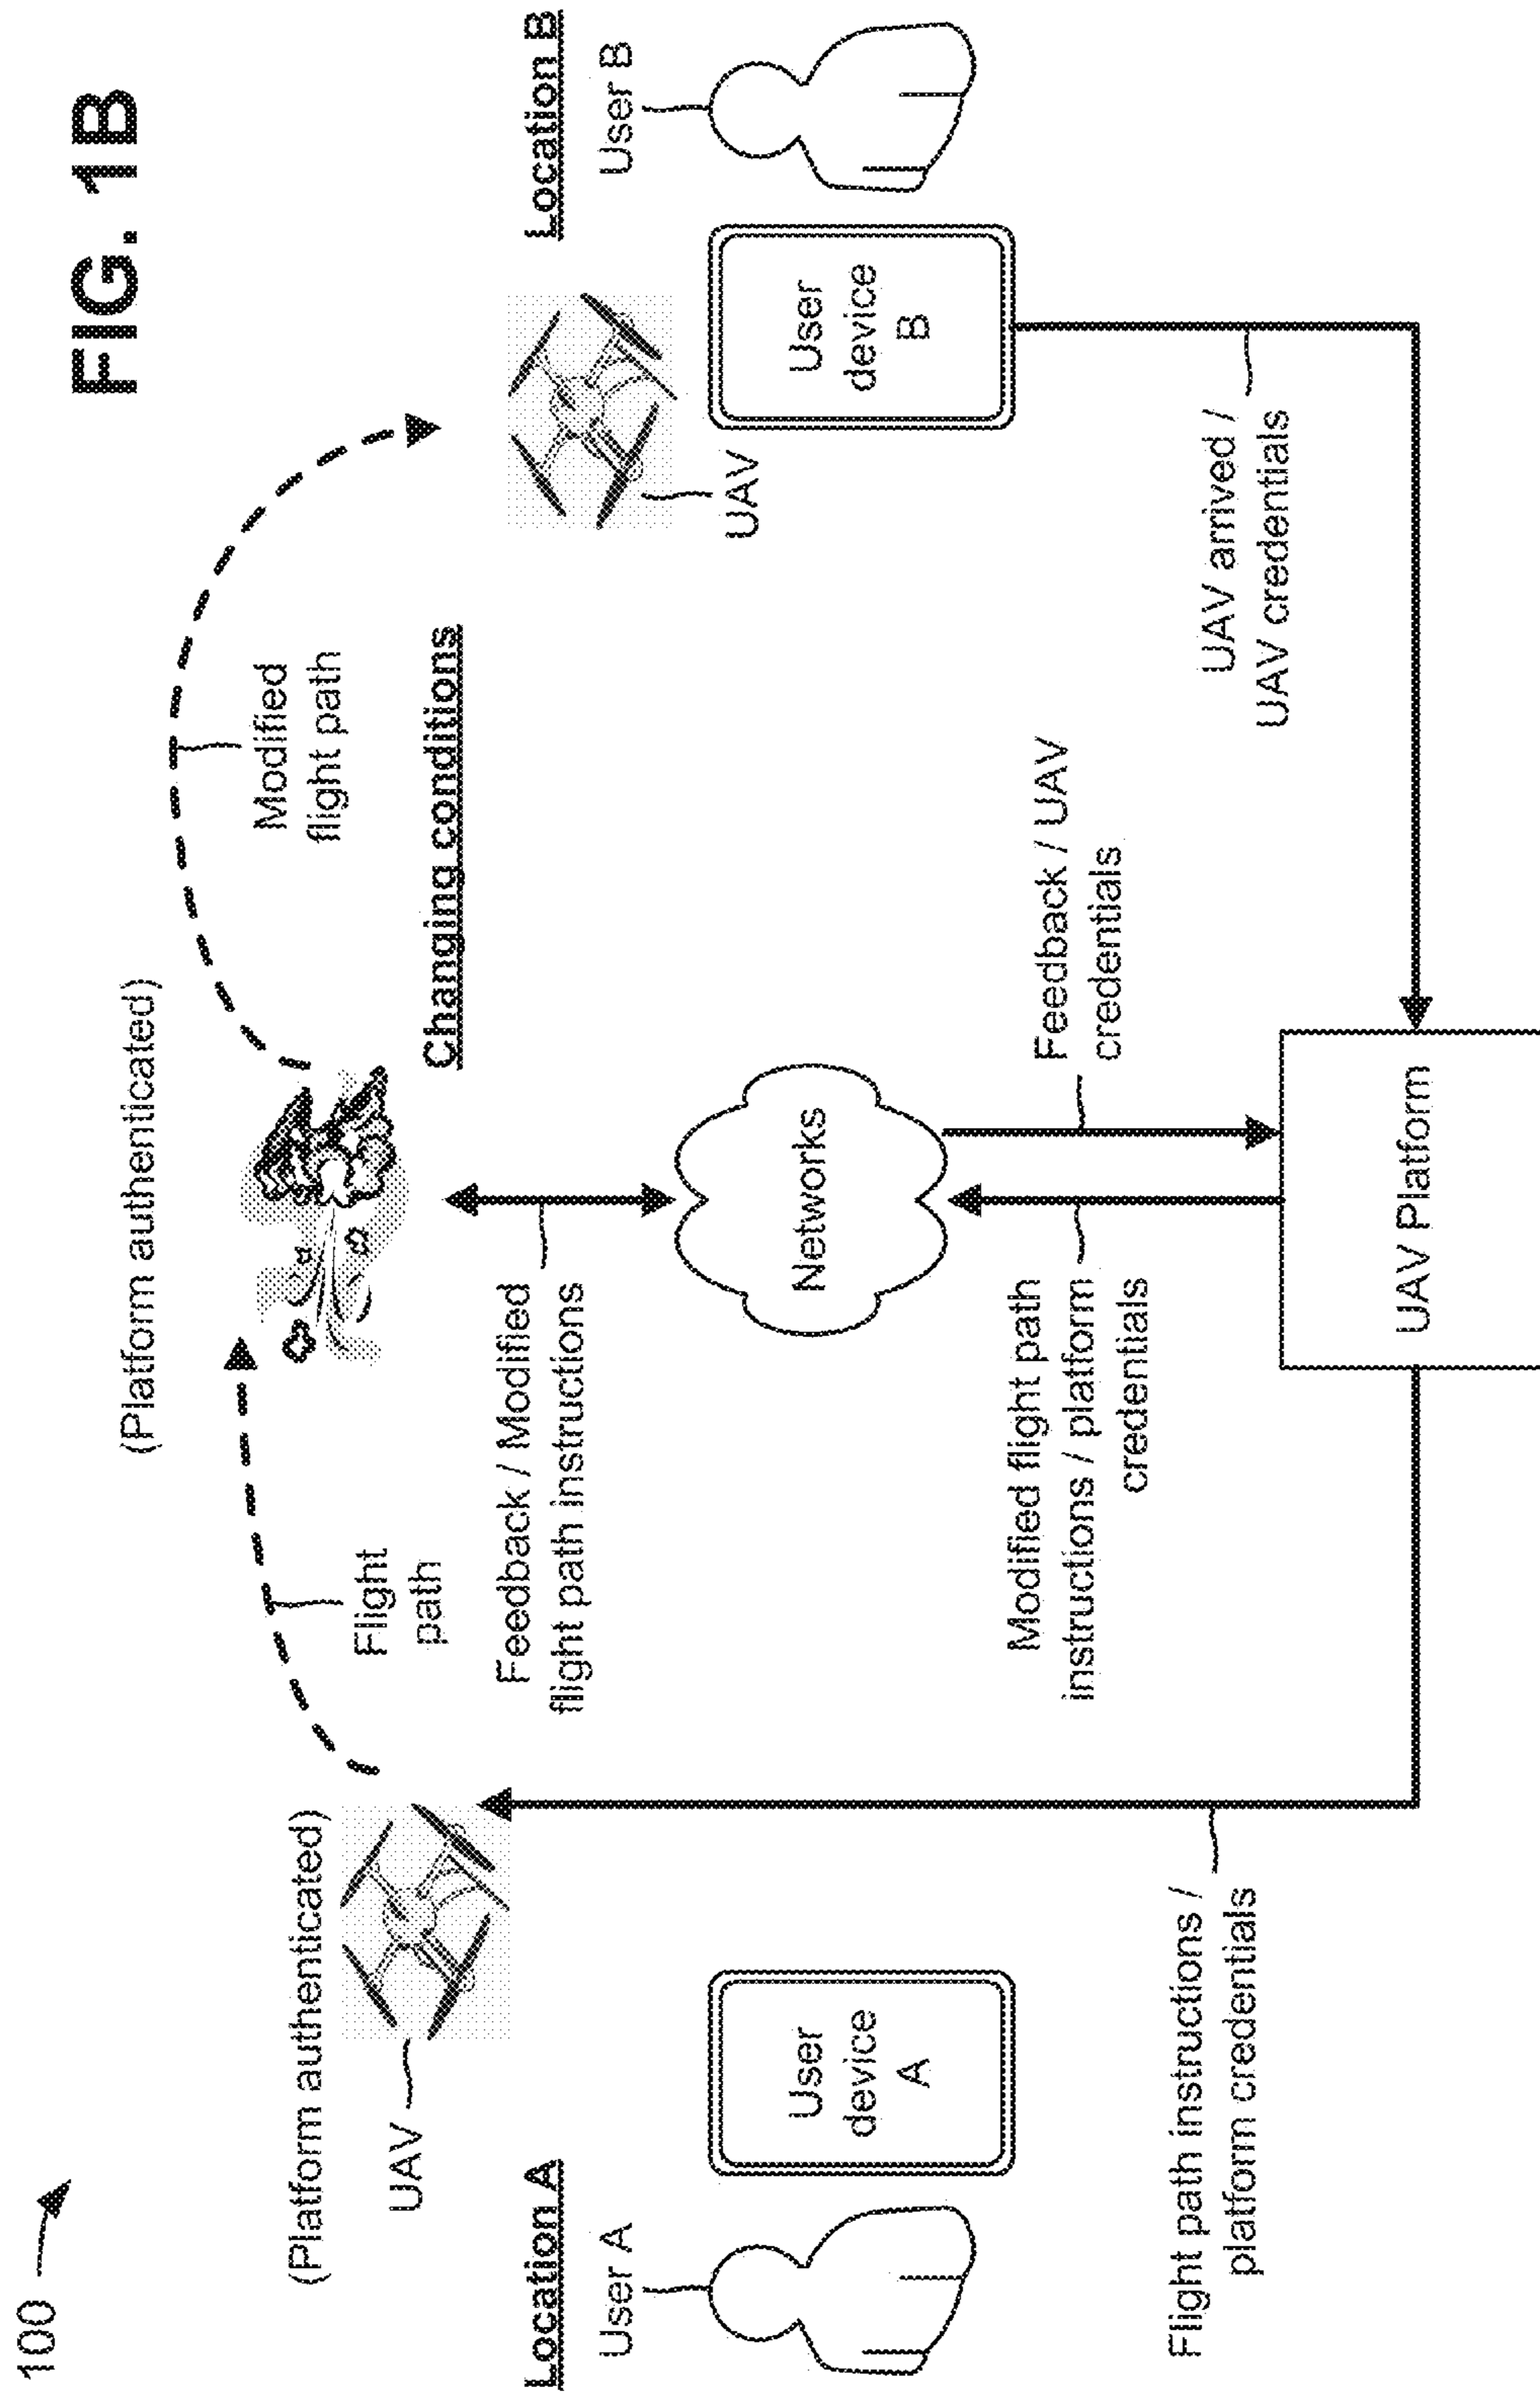 100
FIG. 1B
(Platform authenticated)
(Platform authenticated)
UAV
Flight
path
Modified
flight path
Changing conditions
Location A
User A
User
device
A
Feedback / Modified
flight path instructions
Networks
Location B
User B
UAV
User
device
B
Modified flight path
instructions / platform
credentials
Feedback / UAV
credentials
Flight path instructions /
platform credentials
UAV arrived /
UAV credentials
UAV Platform